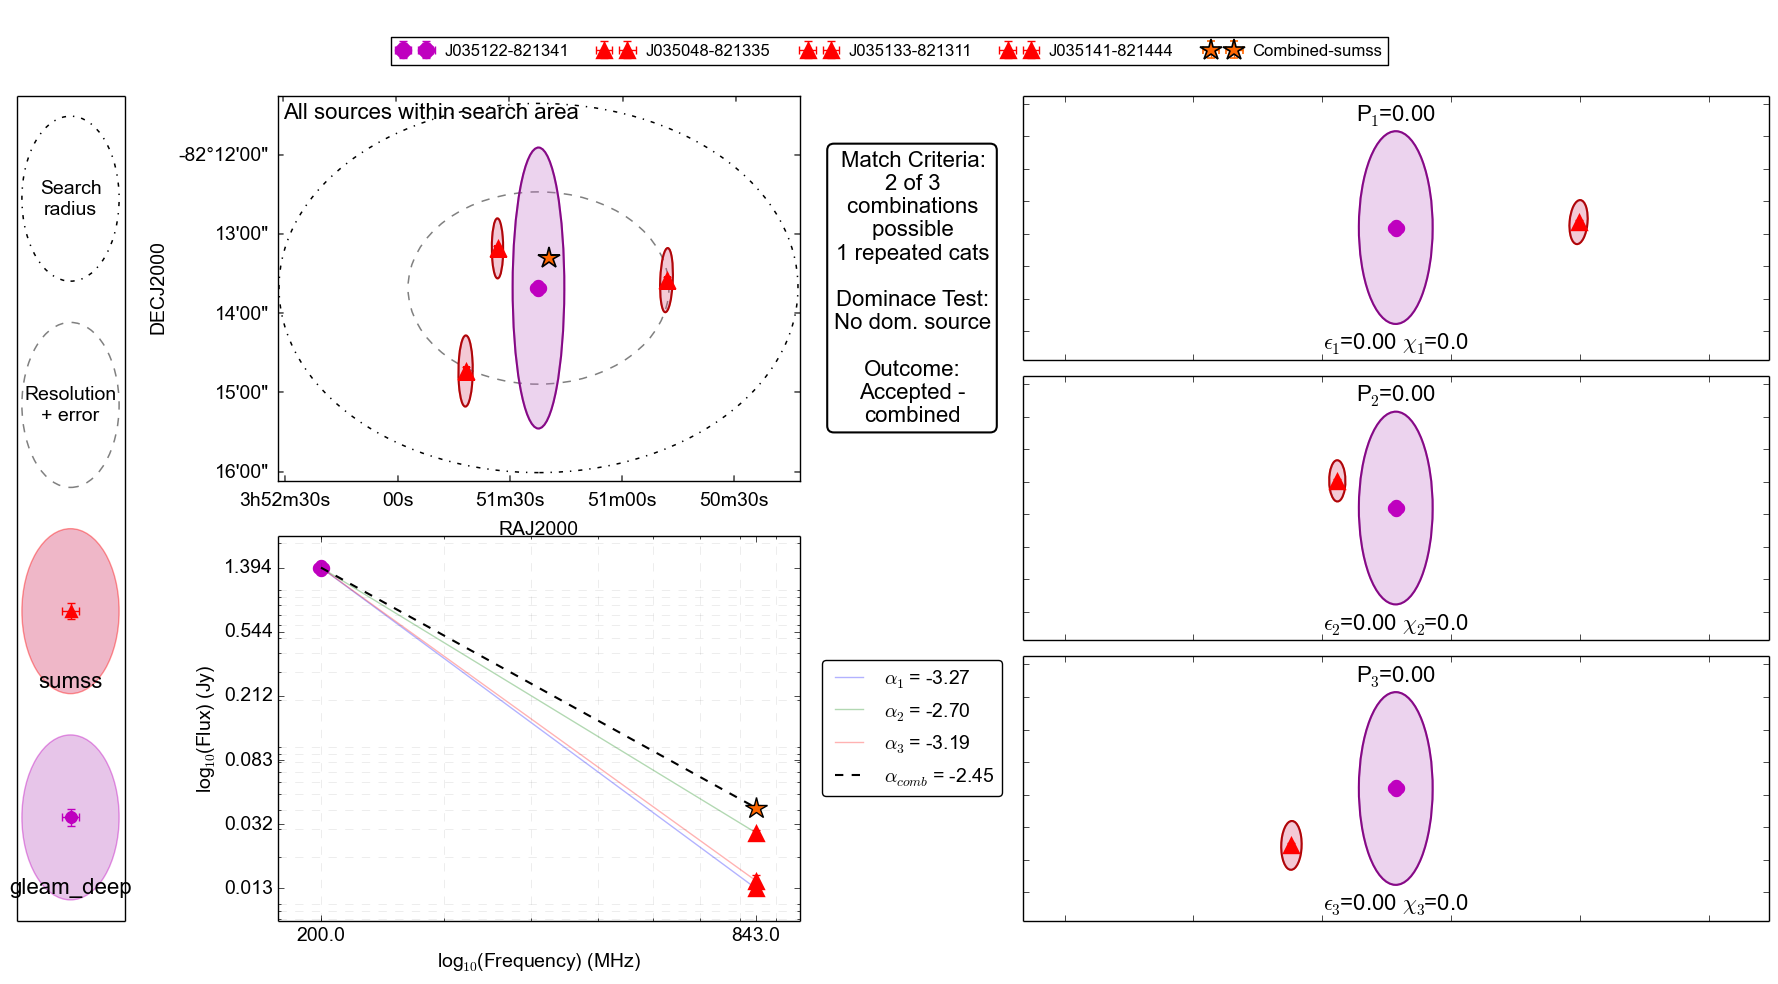 J035122-821341
J035048-821335
J035133-821311
J035141-821444
Combined-sumss
Search
radius
Resolution
+ error
sumss
gleam_deep
All sources within search area
DECJ2000
-82°12'00"
13'00"
14'00"
15'00"
16'00"
3h52m30s
00s
51m30s
51m00s
50m30s
RAJ2000
Match Criteria:
2 of 3
combinations
possible
1 repeated cats
Dominace Test:
No dom. source
Outcome:
Accepted -
combined
log₁₀(Flux) (Jy)
1.394
0.544
0.212
0.083
0.032
0.013
200.0
843.0
log₁₀(Frequency) (MHz)
α₁ = -3.27
α₂ = -2.70
α₃ = -3.19
α_comb = -2.45
P₁=0.00
ϵ₁=0.00 χ₁=0.0
P₂=0.00
ϵ₂=0.00 χ₂=0.0
P₃=0.00
ϵ₃=0.00 χ₃=0.0